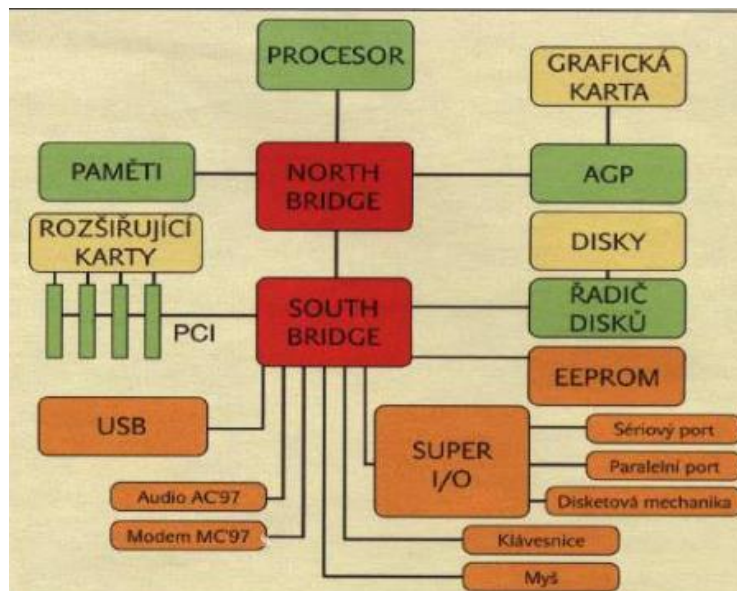 PROCESOR
GRAFICKÁ
KARTA
PAMĚTI
NORTH
BRIDGE
AGP
ROZŠIŘUJÍCÍ
KARTY
DISKY
SOUTH
BRIDGE
ŘADIČ
DISKŮ
PCI
EEPROM
USB
SUPER
I/O
Sériový port
Paralelní port
Disketová mechanika
Audio AC'97
Modem MC'97
Klávesnice
Myš